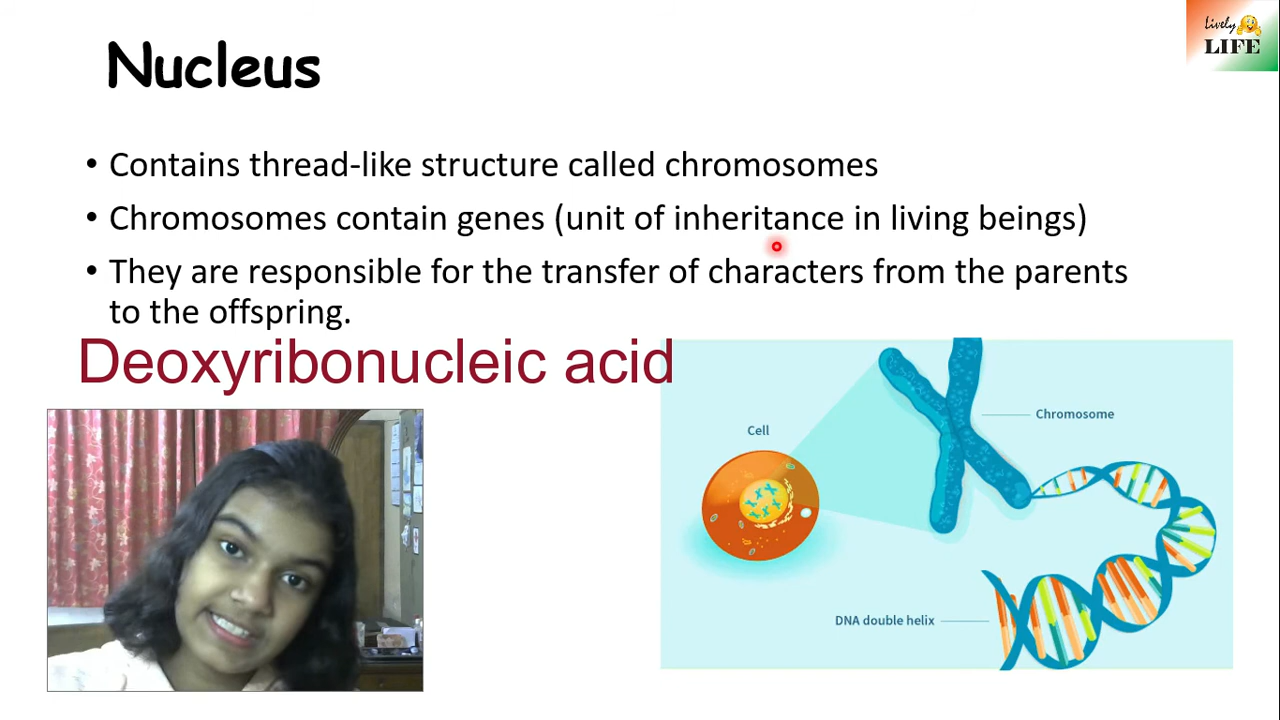 Lively
LIFE
Nucleus
• Contains thread-like structure called chromosomes
• Chromosomes contain genes (unit of inheritance in living beings)
• They are responsible for the transfer of characters from the parents
to the offspring.
Deoxyribonucleic acid
Cell
Chromosome
DNA double helix